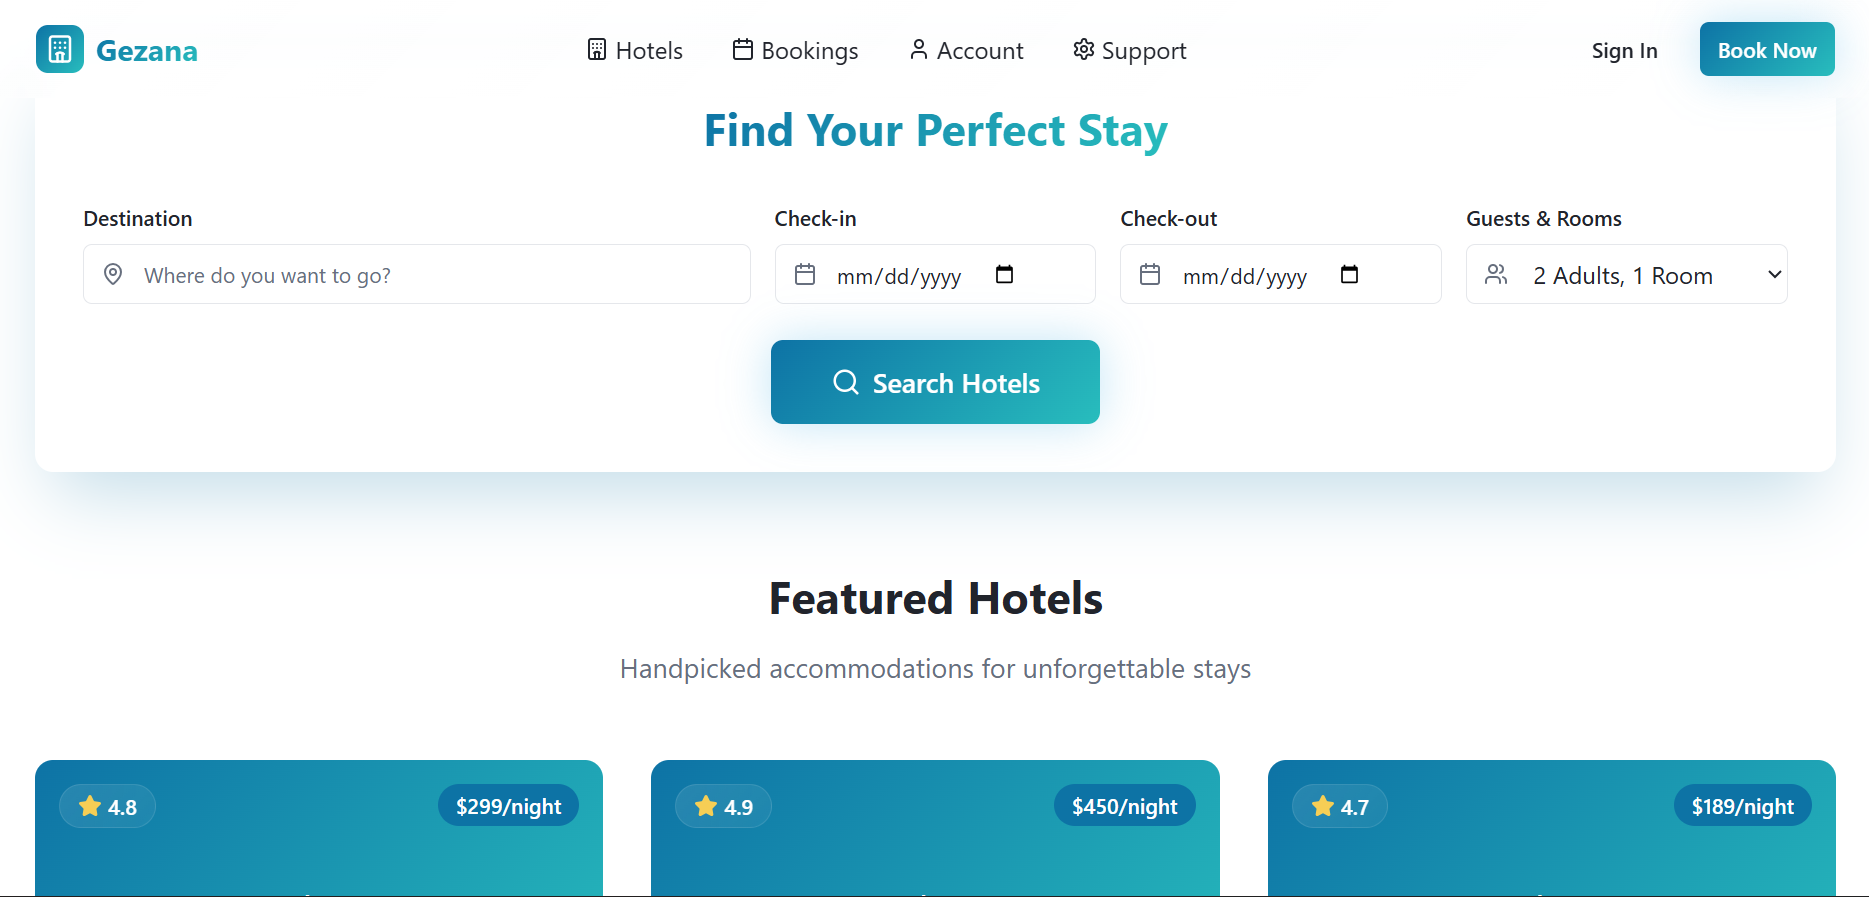 Gezana
Hotels
Bookings
Account
Support
Sign In
Book Now
Find Your Perfect Stay
Destination
Check-in
Check-out
Guests & Rooms
Where do you want to go?
mm/dd/yyyy
mm/dd/yyyy
2 Adults, 1 Room
Search Hotels
Featured Hotels
Handpicked accommodations for unforgettable stays
4.8
$299/night
4.9
$450/night
4.7
$189/night